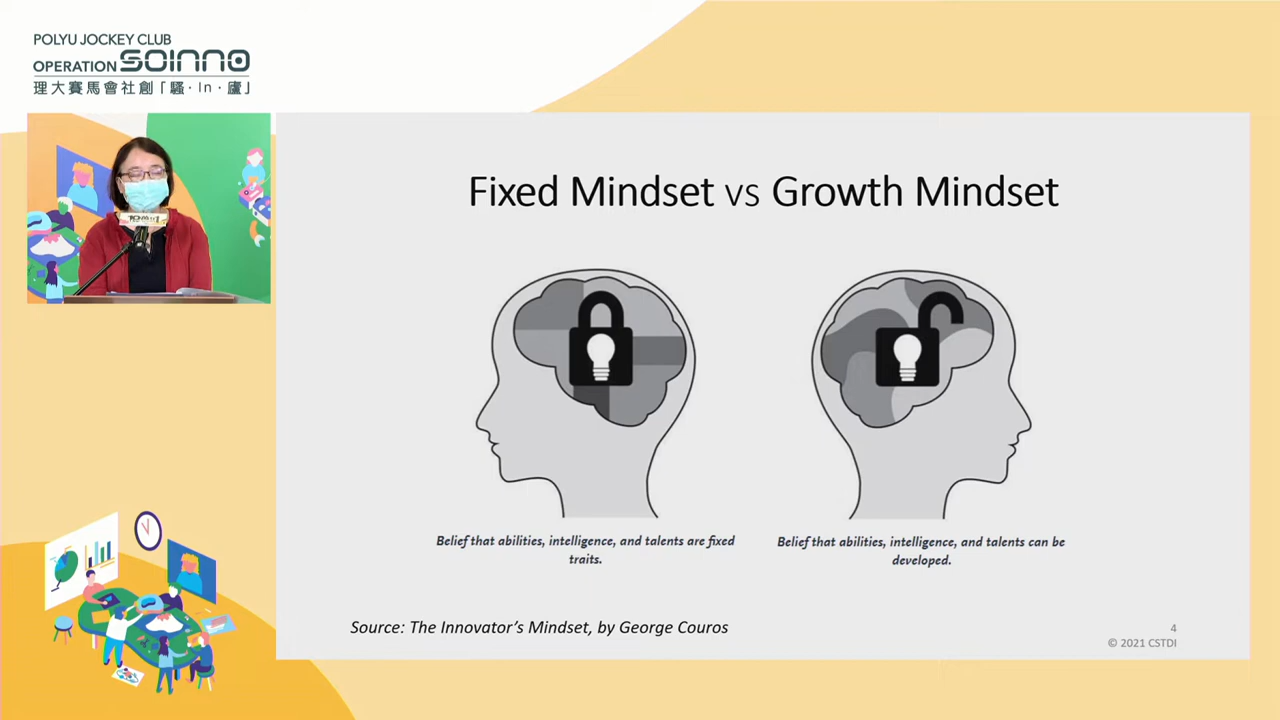 POLYU JOCKEY CLUB
OPERATION SOINNO
理大賽馬會社創「騷·In·廬」
Fixed Mindset vs Growth Mindset
Belief that abilities, intelligence, and talents are fixed
traits.
Belief that abilities, intelligence, and talents can be
developed.
Source: The Innovator's Mindset, by George Couros
4
© 2021 CSTDI